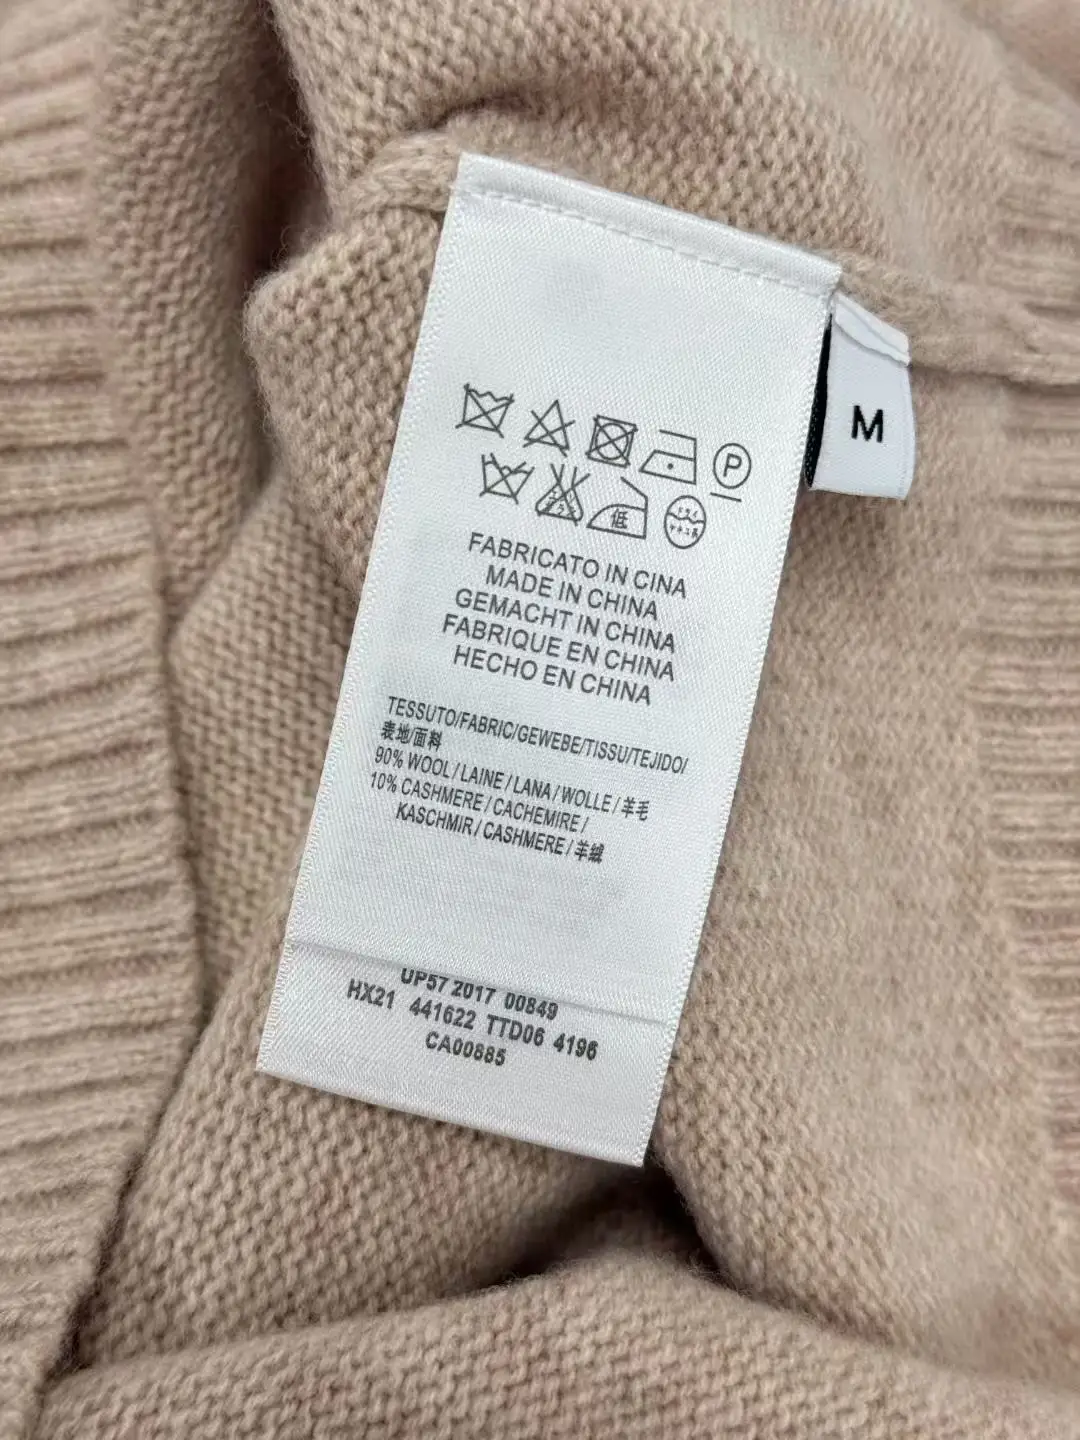 M
P
低
FABRICATO IN CINA
MADE IN CHINA
GEMACHT IN CHINA
FABRIQUE EN CHINA
HECHO EN CHINA
TESSUTO/FABRIC/GEWEBE/TISSU/TEJIDO/
表地/面料
90% WOOL / LAINE / LANA / WOLLE / 羊毛
10% CASHMERE / CACHEMIRE /
KASCHMIR / CASHMERE / 羊绒
UP57 2017 00849
HX21 441622 TTD06 4196
CA00885